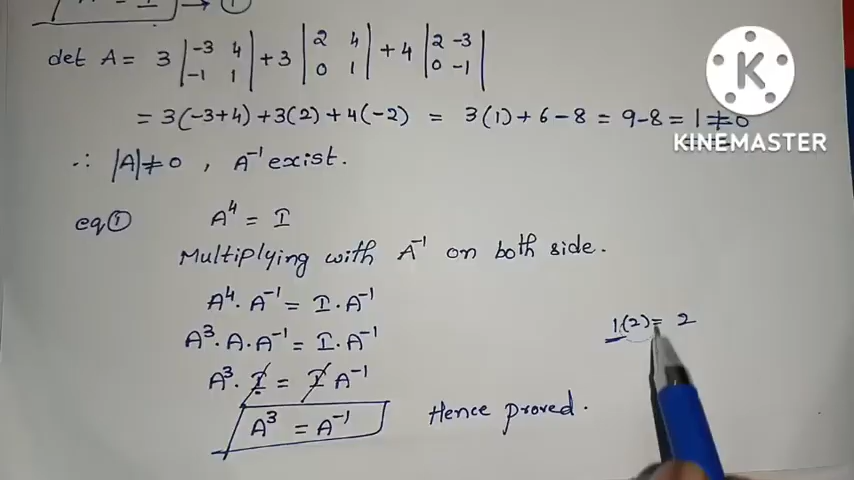 → ①
det A = 3 |-3 4; -1 1| + 3 |2 4; 0 1| + 4 |2 -3; 0 -1|
= 3(-3+4) + 3(2) + 4(-2) = 3(1) + 6 - 8 = 9 - 8 = 1 ≠ 0
KINEMASTER
∴ |A| ≠ 0 , A⁻¹ exist.
eq ① A⁴ = I
Multiplying with A⁻¹ on both side.
A⁴ · A⁻¹ = I · A⁻¹
A³ · A · A⁻¹ = I · A⁻¹
1(2) = 2
A³ · I = I A⁻¹
A³ = A⁻¹ Hence proved.